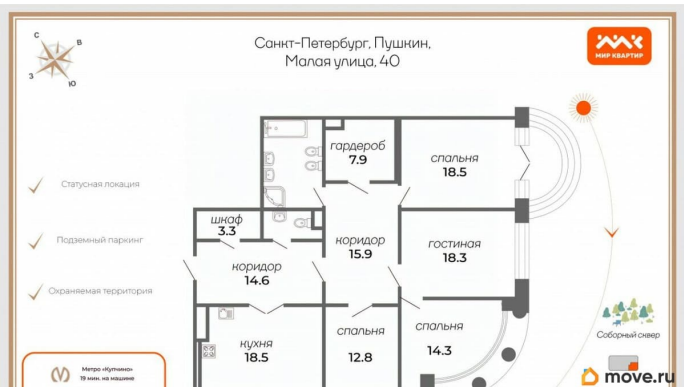 Санкт-Петербург, Пушкин,
Малая улица, 40
МИР КВАРТИР
С
В
З
Ю
гардероб
7.9
спальня
18.5
Статусная локация
шкаф
3.3
Подземный паркинг
коридор
15.9
гостиная
18.3
коридор
14.6
Охраняемая территория
кухня
18.5
спальня
12.8
спальня
14.3
Соборный сквер
Метро «Купчино»
19 мин. на машине
move.ru